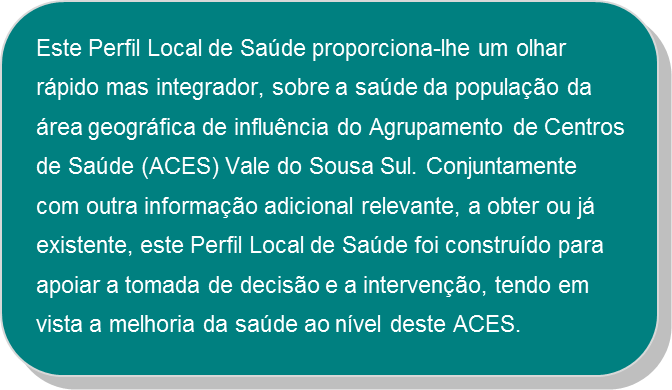 Este Perfil Local de Saúde proporciona-lhe um olhar
rápido mas integrador, sobre a saúde da população da
área geográfica de influência do Agrupamento de Centros
de Saúde (ACES) Vale do Sousa Sul. Conjuntamente
com outra informação adicional relevante, a obter ou já
existente, este Perfil Local de Saúde foi construído para
apoiar a tomada de decisão e a intervenção, tendo em
vista a melhoria da saúde ao nível deste ACES.